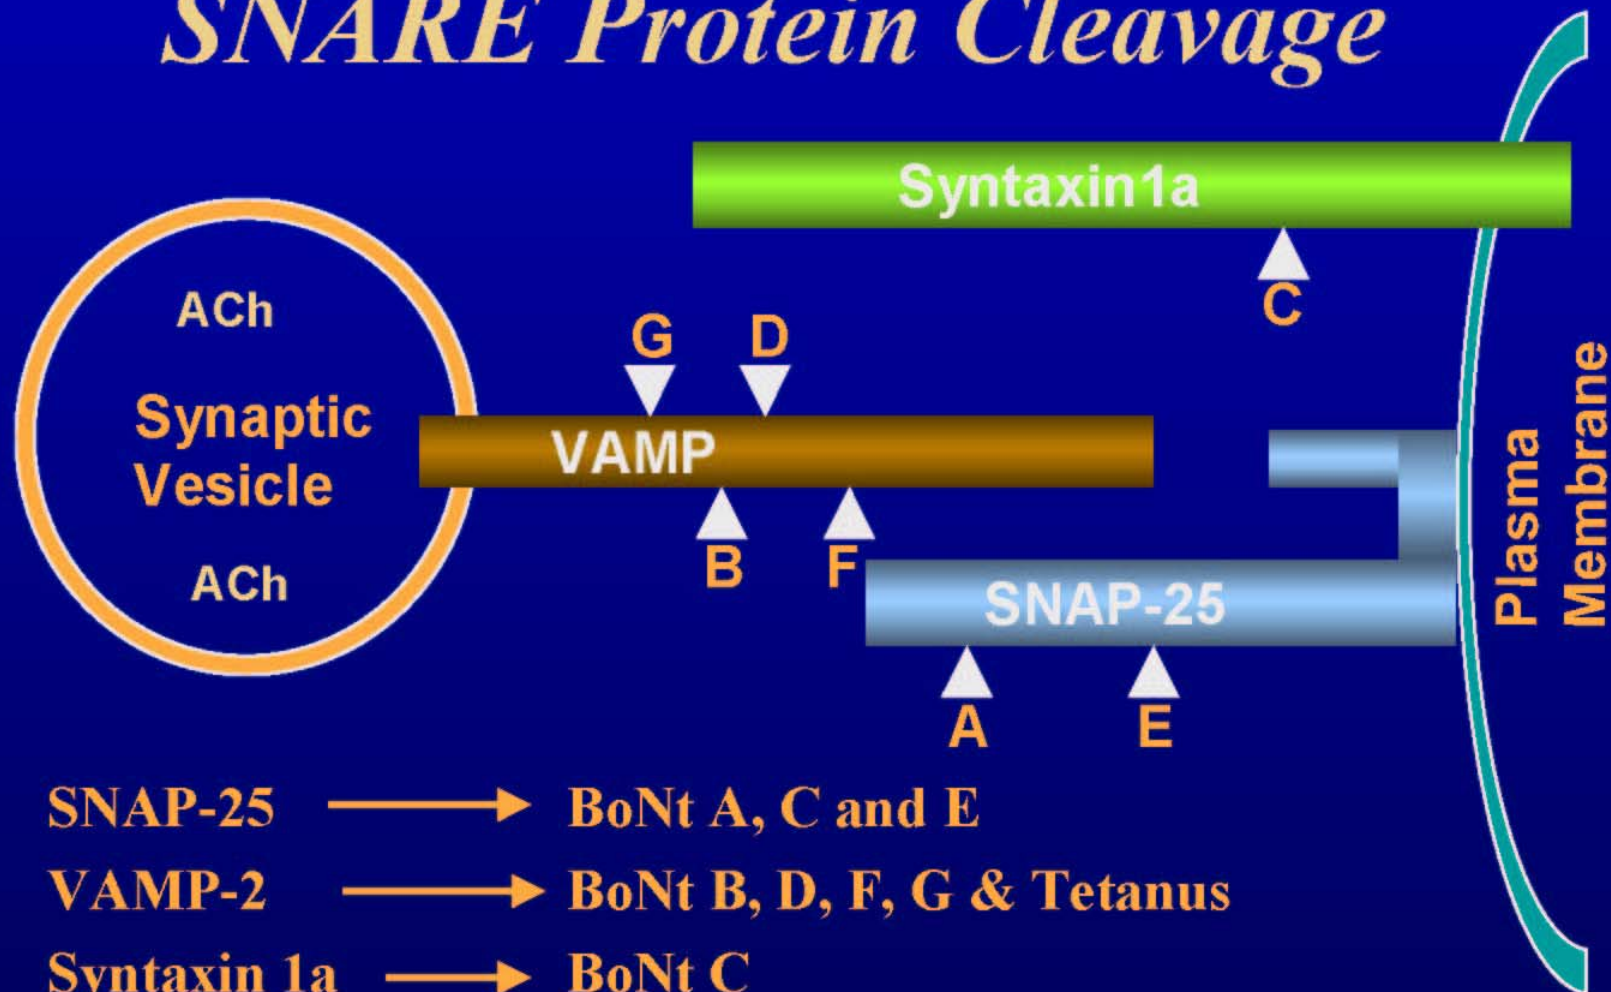 SNARE Protein Cleavage
Syntaxin1a
C
ACh
G D
Synaptic
Vesicle
VAMP
B F
ACh
SNAP-25
A E
Plasma
Membrane
SNAP-25 BoNt A, C and E
VAMP-2 BoNt B, D, F, G & Tetanus
Syntaxin 1a BoNt C